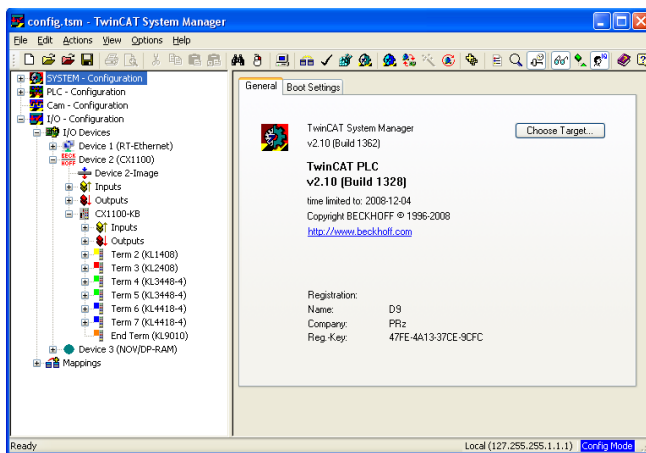 config.tsm - TwinCAT System Manager
File Edit Actions View Options Help
SYSTEM - Configuration
PLC - Configuration
Cam - Configuration
I/O - Configuration
I/O Devices
Device 1 (RT-Ethernet)
BECK
HOFF
Device 2 (CX1100)
Device 2-Image
Inputs
Outputs
CX1100-KB
Inputs
Outputs
Term 2 (KL1408)
Term 3 (KL2408)
Term 4 (KL3448-4)
Term 5 (KL3448-4)
Term 6 (KL4418-4)
Term 7 (KL4418-4)
End Term (KL9010)
Device 3 (NOV/DP-RAM)
Mappings
General Boot Settings
TwinCAT System Manager
v2.10 (Build 1362)
Choose Target...
TwinCAT PLC
v2.10 (Build 1328)
time limited to: 2008-12-04
Copyright BECKHOFF © 1996-2008
http://www.beckhoff.com
Registration:
Name: D9
Company: PRz
Reg.-Key: 47FE-4A13-37CE-9CFC
Ready Local (127.255.255.1.1.1) Config Mode